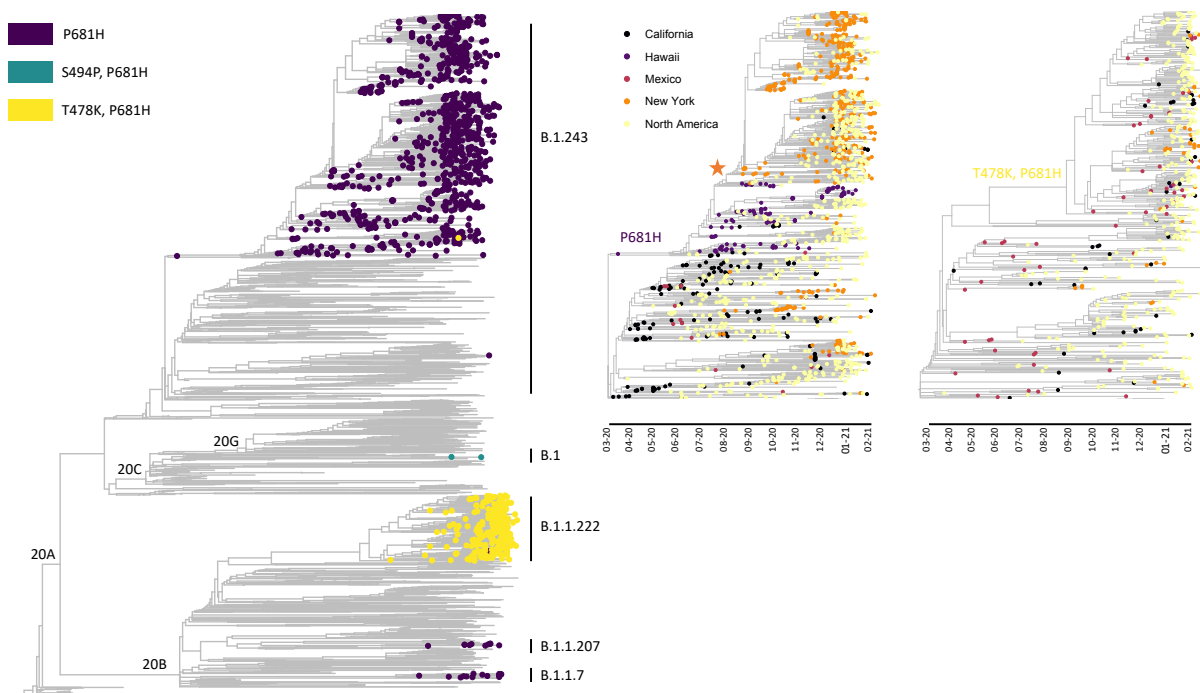 P681H
S494P, P681H
T478K, P681H
B.1.243
20G
20C
B.1
B.1.1.222
20A
B.1.1.207
20B
B.1.1.7
California
Hawaii
Mexico
New York
North America
P681H
03-20
04-20
05-20
06-20
07-20
08-20
09-20
10-20
11-20
12-20
01-21
02-21
T478K, P681H
03-20
04-20
05-20
06-20
07-20
08-20
09-20
10-20
11-20
12-20
01-21
02-21